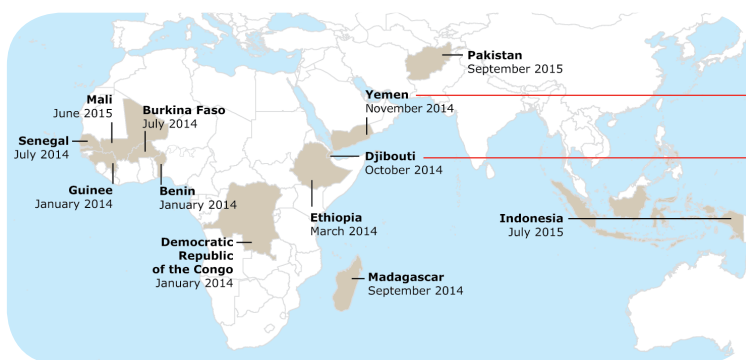 Pakistan
September 2015
Yemen
November 2014
Mali
June 2015
Burkina Faso
July 2014
Senegal
July 2014
Djibouti
October 2014
Guinee
January 2014
Benin
January 2014
Ethiopia
March 2014
Indonesia
July 2015
Democratic
Republic
of the Congo
January 2014
Madagascar
September 2014